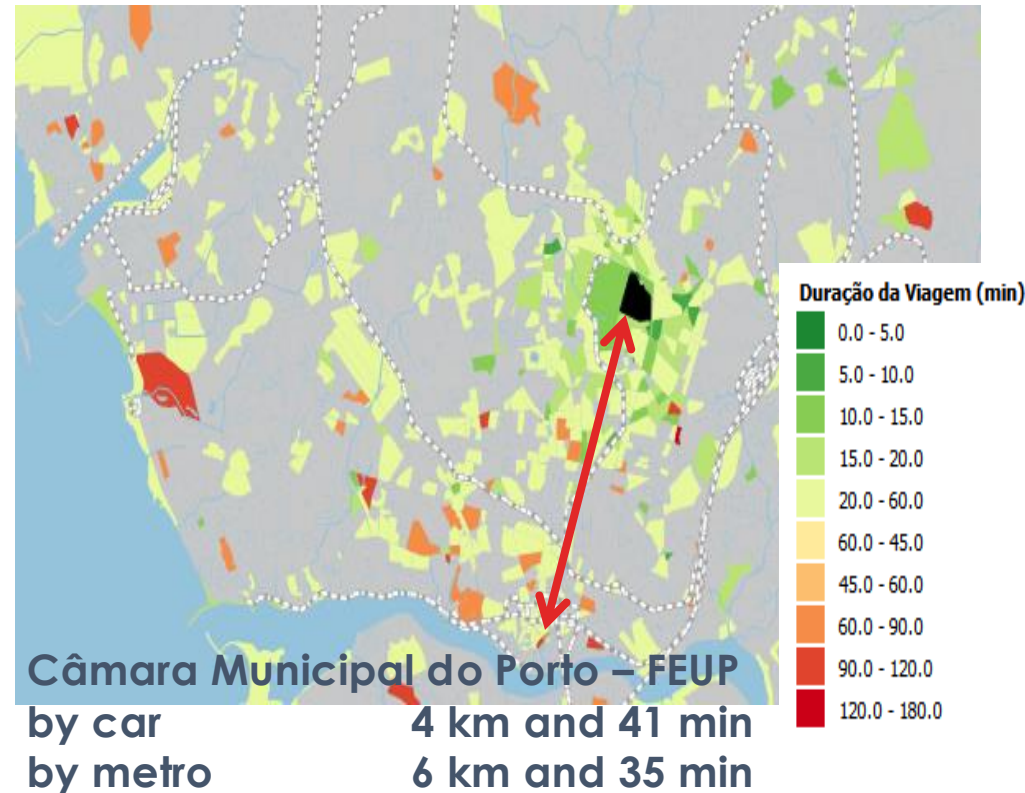 Duração da Viagem (min)
0.0 - 5.0
5.0 - 10.0
10.0 - 15.0
15.0 - 20.0
20.0 - 60.0
60.0 - 45.0
45.0 - 60.0
60.0 - 90.0
90.0 - 120.0
120.0 - 180.0
Câmara Municipal do Porto – FEUP
by car 4 km and 41 min
by metro 6 km and 35 min